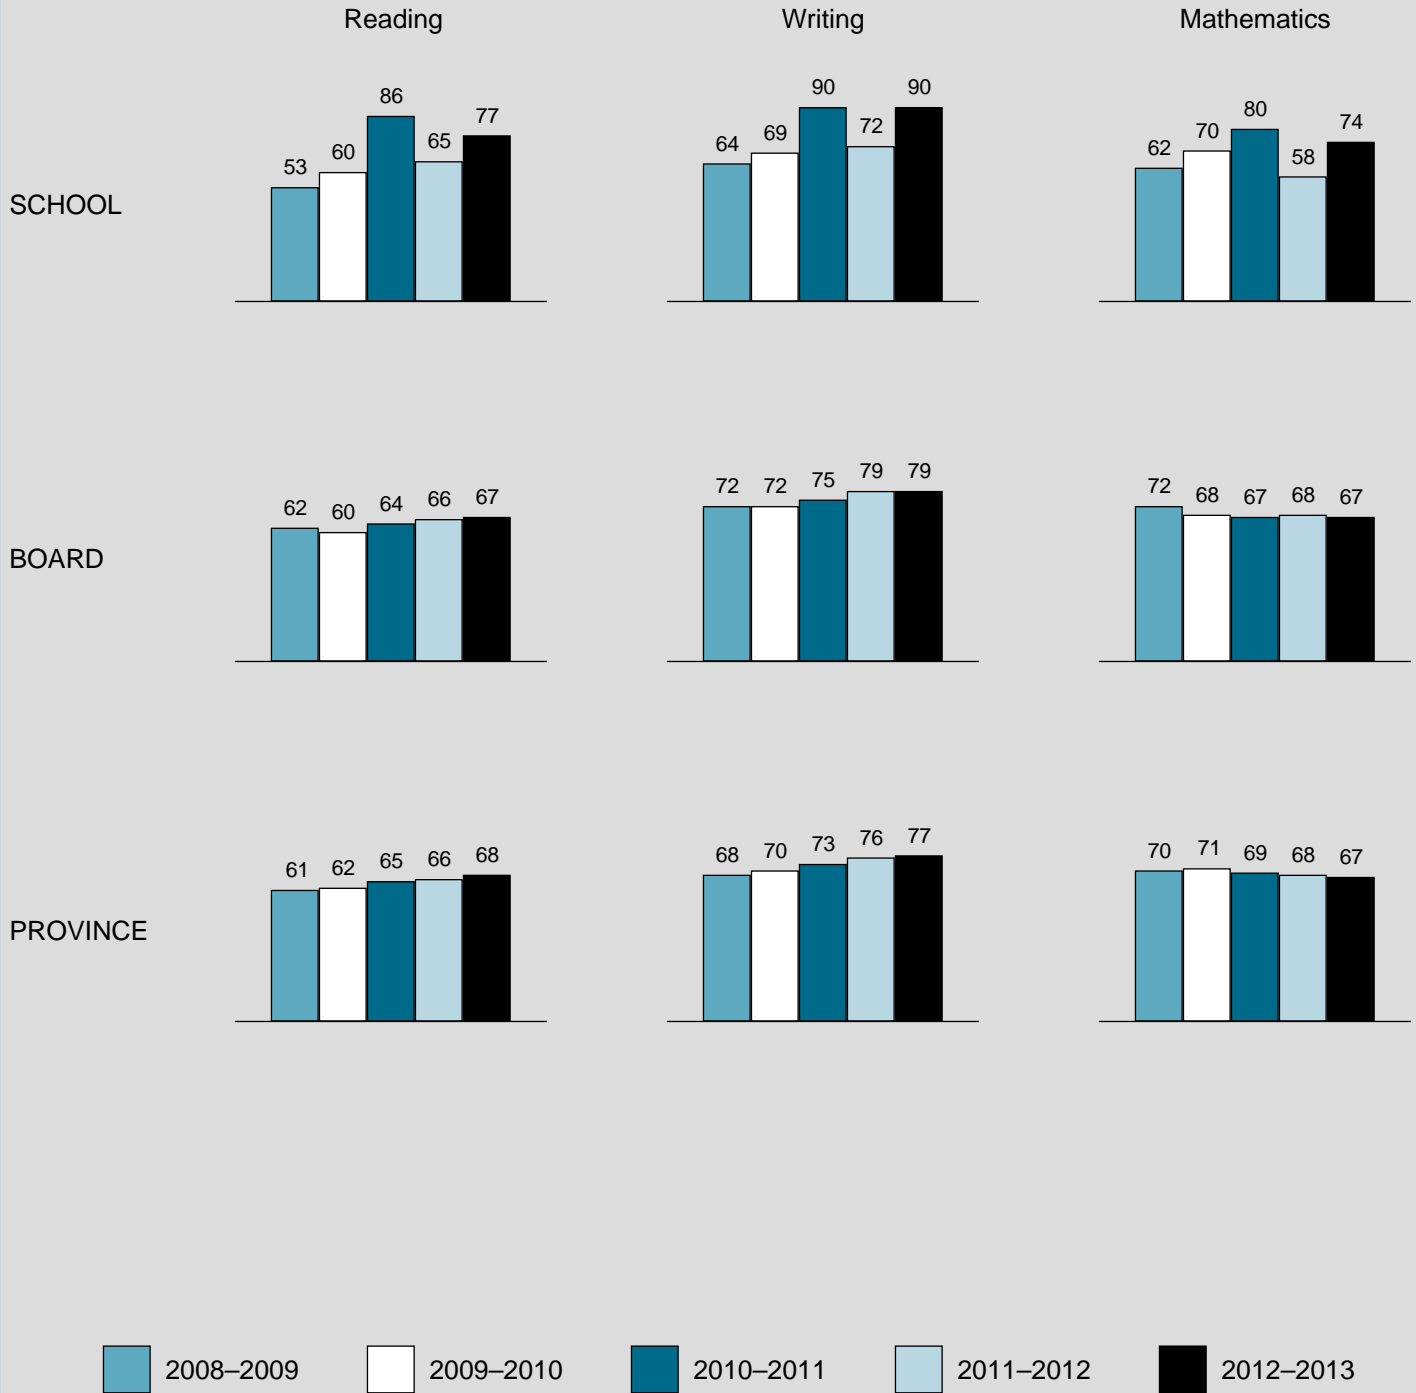 Reading Writing Mathematics
SCHOOL
53 60 86 65 77
64 69 90 72 90
62 70 80 58 74
BOARD
62 60 64 66 67
72 72 75 79 79
72 68 67 68 67
PROVINCE
61 62 65 66 68
68 70 73 76 77
70 71 69 68 67
2008–2009 2009–2010 2010–2011 2011–2012 2012–2013